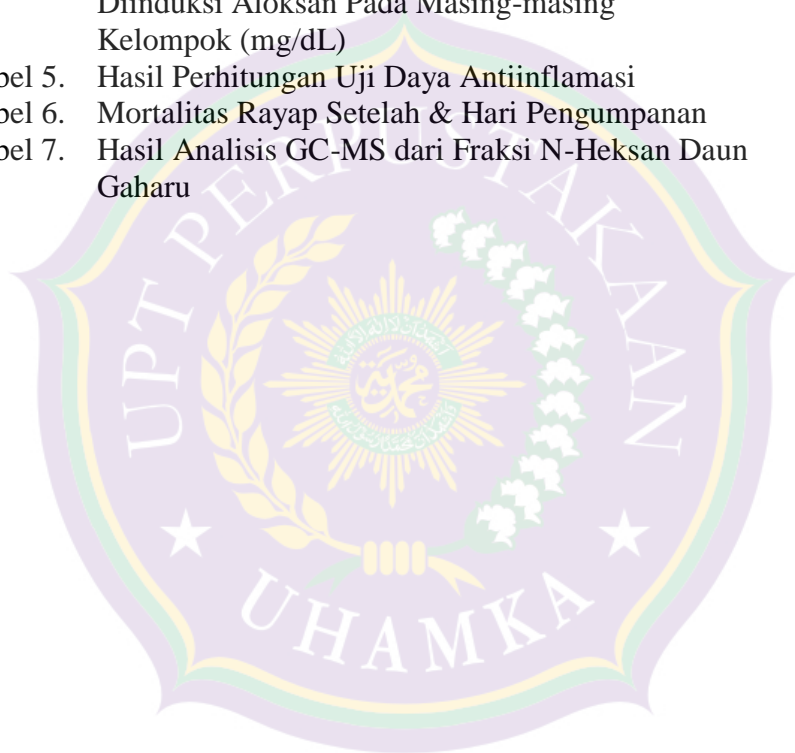 Diinduksi Aloksan Pada Masing-masing
Kelompok (mg/dL)
bel 5. Hasil Perhitungan Uji Daya Antiinflamasi
bel 6. Mortalitas Rayap Setelah & Hari Pengumpanan
bel 7. Hasil Analisis GC-MS dari Fraksi N-Heksan Daun
Gaharu
UPT PERPUSTAKAAN
UHAMKA